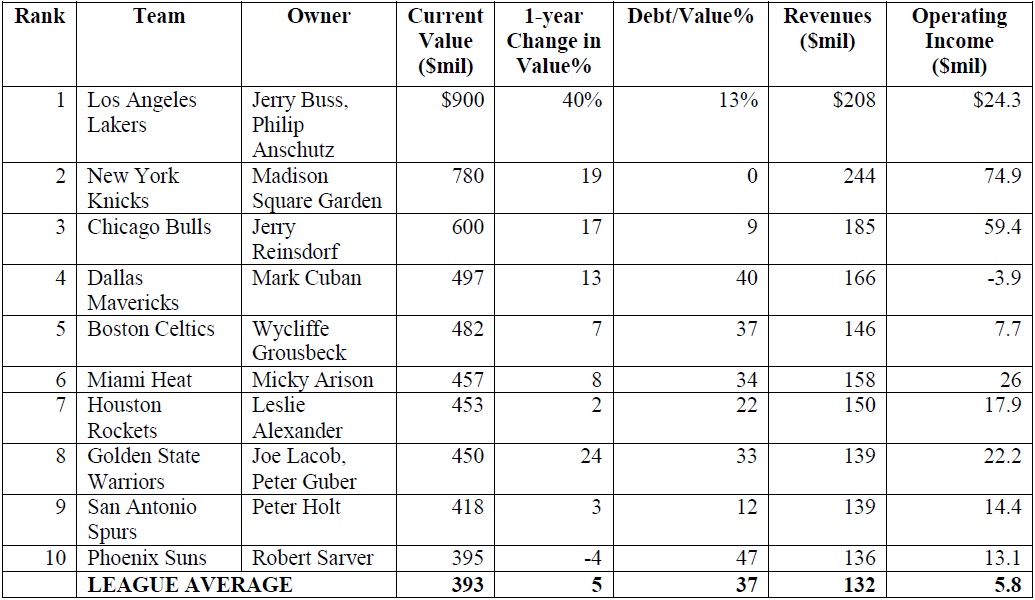 Rank Team Owner Current Value ($mil) 1-year Change in Value% Debt/Value% Revenues ($mil) Operating Income ($mil)
1 Los Angeles Lakers Jerry Buss, Philip Anschutz $900 40% 13% $208 $24.3
2 New York Knicks Madison Square Garden 780 19 0 244 74.9
3 Chicago Bulls Jerry Reinsdorf 600 17 9 185 59.4
4 Dallas Mavericks Mark Cuban 497 13 40 166 -3.9
5 Boston Celtics Wycliffe Grousbeck 482 7 37 146 7.7
6 Miami Heat Micky Arison 457 8 34 158 26
7 Houston Rockets Leslie Alexander 453 2 22 150 17.9
8 Golden State Warriors Joe Lacob, Peter Guber 450 24 33 139 22.2
9 San Antonio Spurs Peter Holt 418 3 12 139 14.4
10 Phoenix Suns Robert Sarver 395 -4 47 136 13.1
LEAGUE AVERAGE 393 5 37 132 5.8